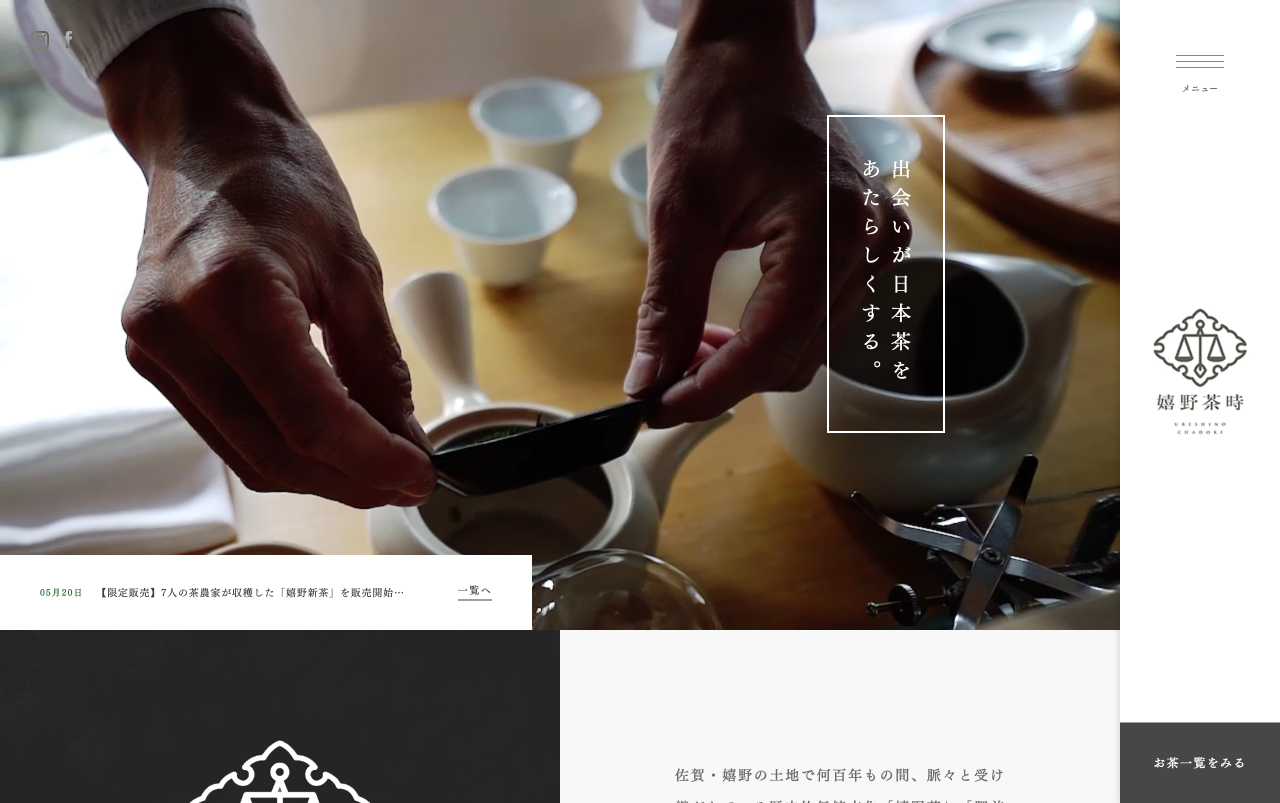 メニュー
出会いが日本茶を
あたらしくする。
嬉野茶時
URESHINO
CHADOKI
05月20日 【限定販売】7人の茶農家が収穫した「嬉野新茶」を販売開始…
一覧へ
佐賀・嬉野の土地で何百年もの間、脈々と受け
お茶一覧をみる